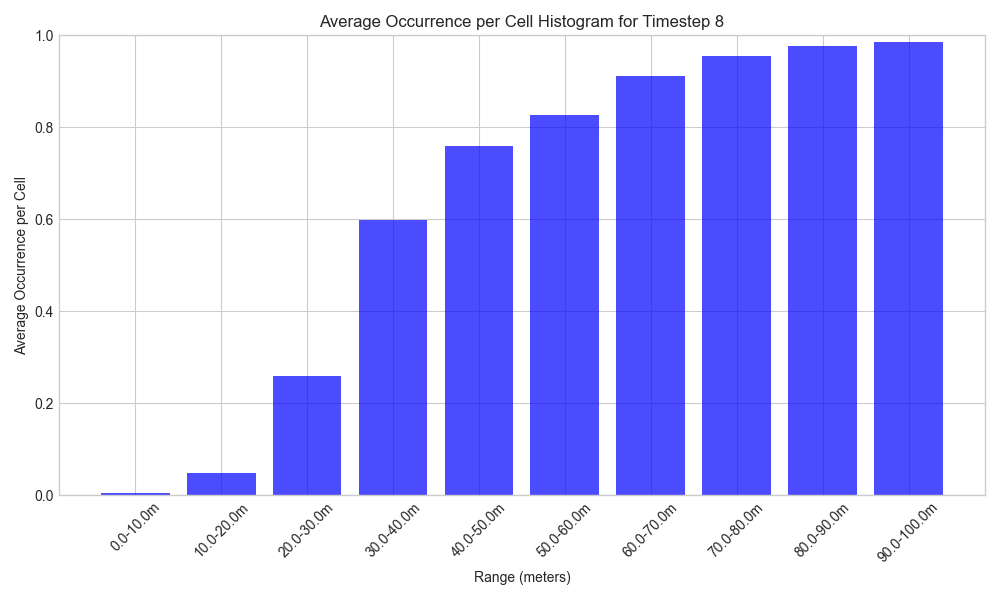 Average Occurrence per Cell Histogram for Timestep 8
Average Occurrence per Cell
1.0
0.8
0.6
0.4
0.2
0.0
0.0-10.0m
10.0-20.0m
20.0-30.0m
30.0-40.0m
40.0-50.0m
50.0-60.0m
60.0-70.0m
70.0-80.0m
80.0-90.0m
90.0-100.0m
Range (meters)